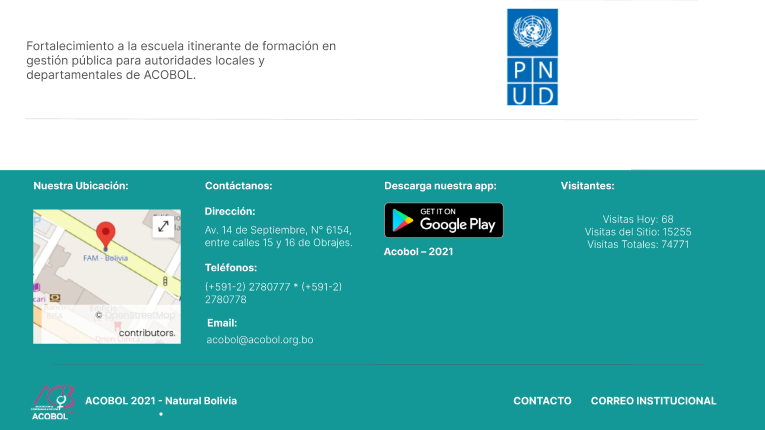 Fortalecimiento a la escuela itinerante de formación en
gestión pública para autoridades locales y
departamentales de ACOBOL.
PN
UD
Nuestra Ubicación:
FAM - Bolivia
© OpenStreetMap
contributors.
Contáctanos:
Dirección:
Av. 14 de Septiembre, N° 6154,
entre calles 15 y 16 de Obrajes.
Teléfonos:
(+591-2) 2780777 * (+591-2)
2780778
Email:
acobol@acobol.org.bo
Descarga nuestra app:
GET IT ON
Google Play
Acobol – 2021
Visitantes:
Visitas Hoy: 68
Visitas del Sitio: 15255
Visitas Totales: 74771
ACOBOL
ACOBOL 2021 - Natural Bolivia
CONTACTO
CORREO INSTITUCIONAL